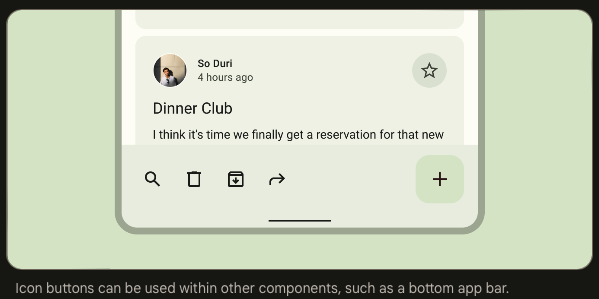 So Duri
4 hours ago
Dinner Club
I think it's time we finally get a reservation for that new
Icon buttons can be used within other components, such as a bottom app bar.